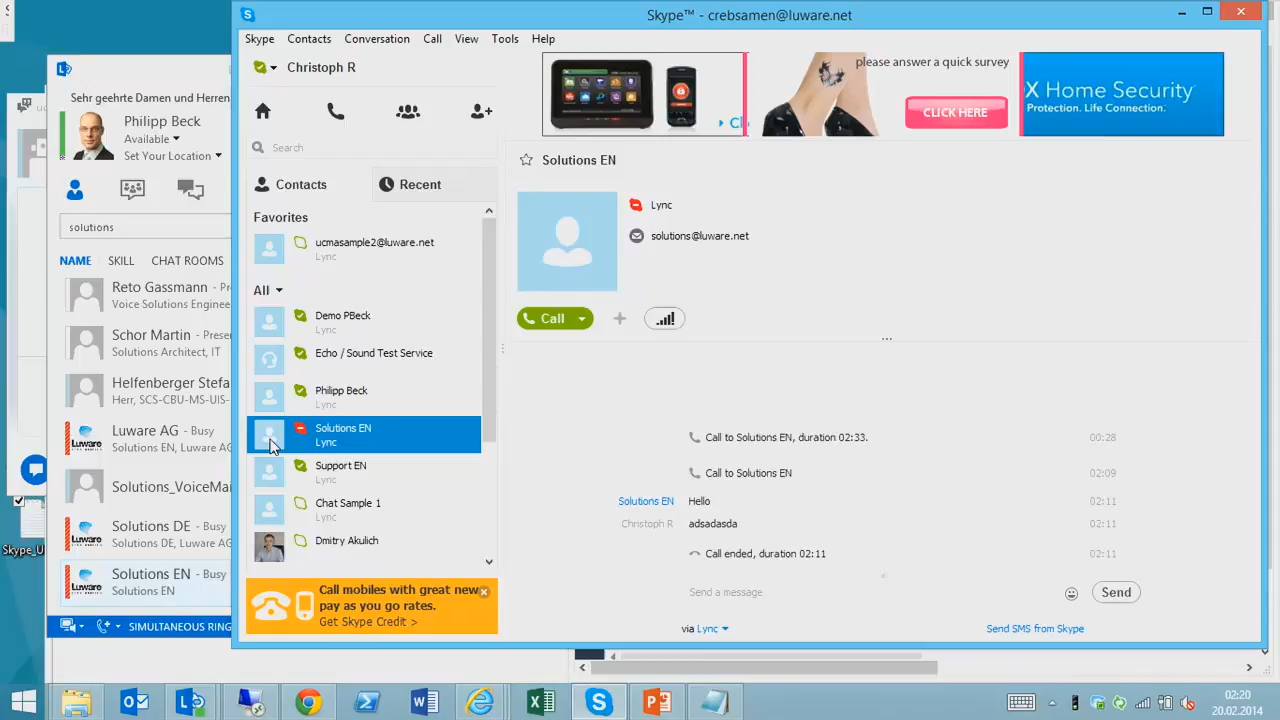 Skype™ - crebsamen@luware.net
Skype Contacts Conversation Call View Tools Help
Christoph R
Search
Contacts
Recent
Favorites
ucmasample2@luware.net
Lync
All
Demo PBeck
Lync
Echo / Sound Test Service
Philipp Beck
Lync
Solutions EN
Lync
Support EN
Lync
Chat Sample 1
Lync
Dmitry Akulich
Call mobiles with great new
pay as you go rates.
Get Skype Credit >
please answer a quick survey
CLICK HERE
X Home Security
Protection. Life Connection.
Solutions EN
Lync
solutions@luware.net
Call
Call to Solutions EN, duration 02:33. 00:28
Call to Solutions EN 02:09
Solutions EN Hello 02:11
Christoph R adsadasda 02:11
Call ended, duration 02:11 02:11
Send a message
Send
via Lync
Send SMS from Skype
Sehr geehrte Damen und Herren
Philipp Beck
Available
Set Your Location
solutions
NAME SKILL CHAT ROOMS
Reto Gassmann
Voice Solutions Engine
Schor Martin - Prese
Solutions Architect, IT
Helfenberger Stefa
Herr, SCS-CBU-MS-UIS-
Luware AG - Busy
Solutions EN, Luware AG
Solutions_VoiceMai
Solutions DE - Busy
Solutions DE, Luware AG
Solutions EN - Busy
Solutions EN
SIMULTANEOUS RING
Skype_U
02:20
20.02.2014